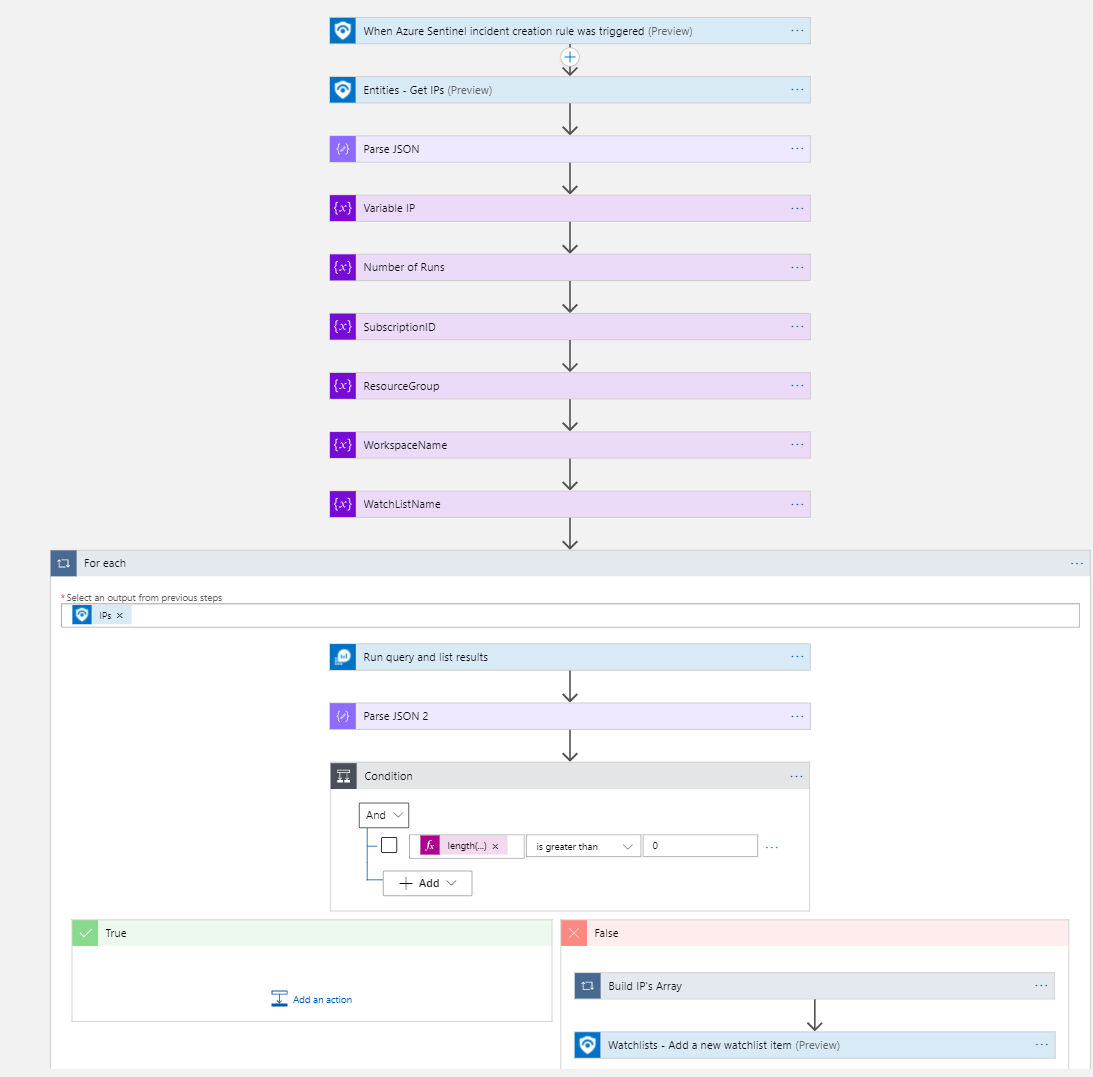 When Azure Sentinel incident creation rule was triggered (Preview)
Entities - Get IPs (Preview)
Parse JSON
{x} Variable IP
{x} Number of Runs
{x} SubscriptionID
{x} ResourceGroup
{x} WorkspaceName
{x} WatchListName
For each
* Select an output from previous steps
IPs ×
Run query and list results
Parse JSON 2
Condition
And
fx length(...) × is greater than 0
+ Add
True
False
Build IP's Array
Add an action
Watchlists - Add a new watchlist item (Preview)